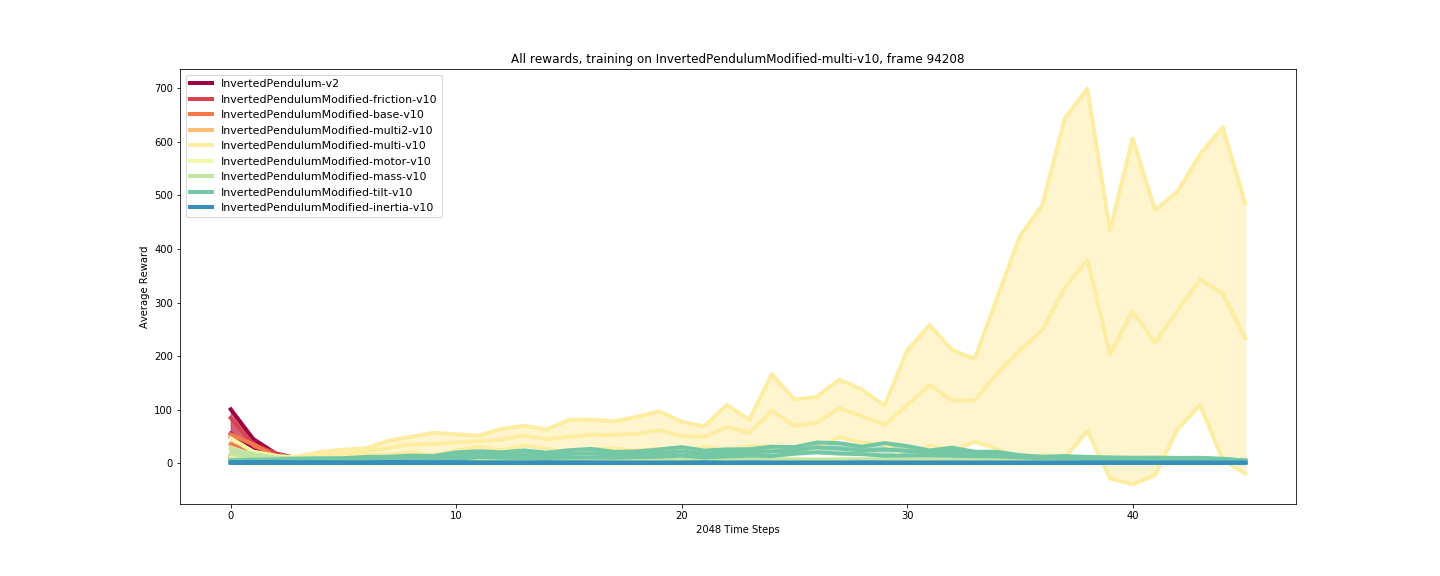 All rewards, training on InvertedPendulumModified-multi-v10, frame 94208
InvertedPendulum-v2
InvertedPendulumModified-friction-v10
InvertedPendulumModified-base-v10
InvertedPendulumModified-multi2-v10
InvertedPendulumModified-multi-v10
InvertedPendulumModified-motor-v10
InvertedPendulumModified-mass-v10
InvertedPendulumModified-tilt-v10
InvertedPendulumModified-inertia-v10
Average Reward
700
600
500
400
300
200
100
0
0 10 20 30 40
2048 Time Steps